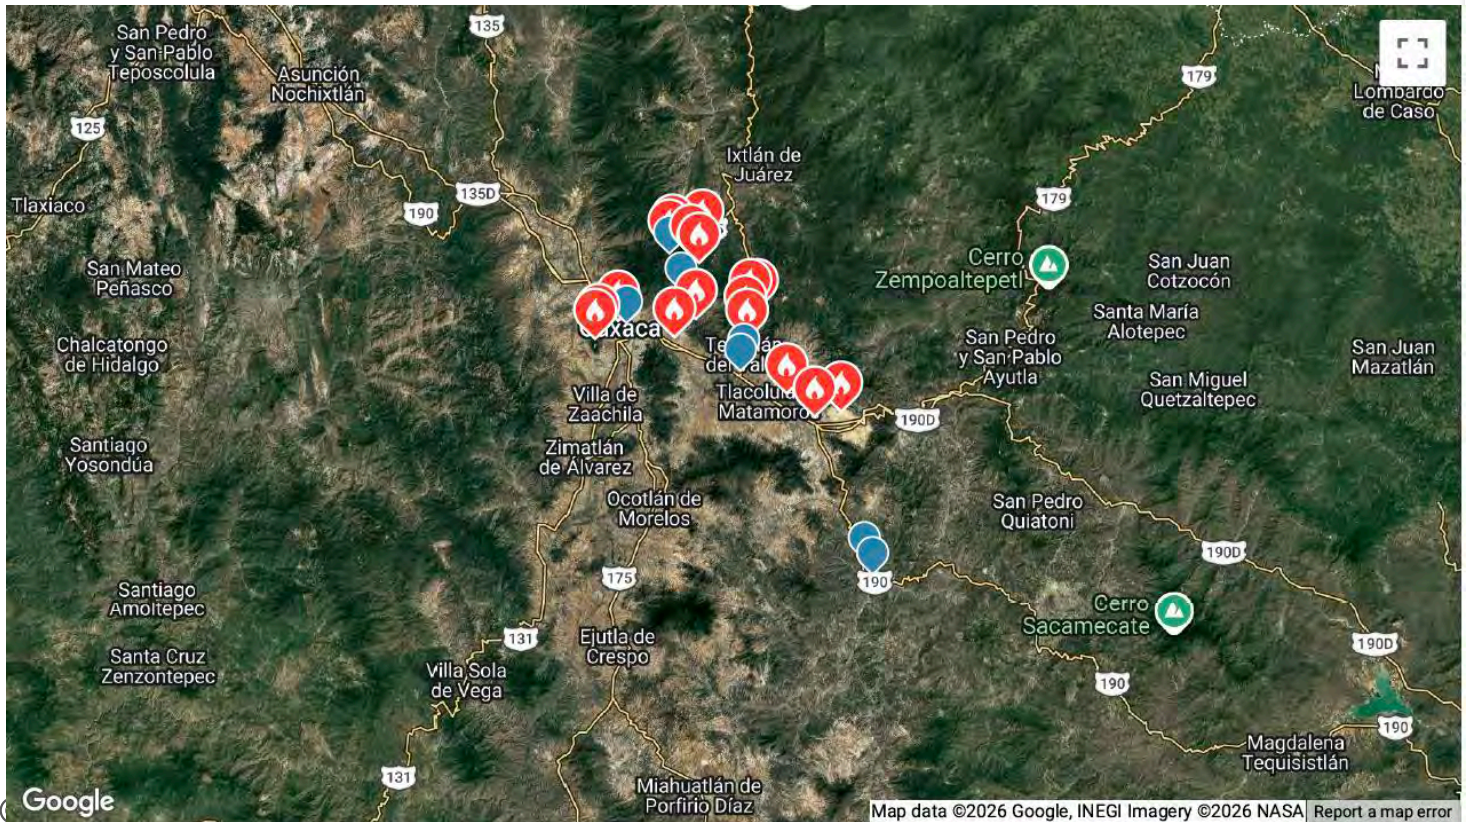 San Pedro
y San Pablo
Teposcolula
Asunción
Nochixtlán
135
179
Lombardo
de Caso
125
Ixtlán de
Juárez
135D
190
179
Tlaxiaco
San Mateo
Peñasco
Cerro
Zempoaltepetl
San Juan
Cotzocón
Santa María
Alotepec
Oaxaca
Chalcatongo
de Hidalgo
San Pedro
y San Pablo
Ayutla
San Juan
Mazatlán
San Miguel
Quetzaltepec
Villa de
Zaachila
Tlacolula
Matamoro
190D
Santiago
Yosondúa
Zimatlán
de Álvarez
Ocotlán de
Morelos
San Pedro
Quiatoni
190D
175
190
Santiago
Amoltepec
Cerro
Sacamecate
131
Ejutla de
Crespo
190D
Santa Cruz
Zenzontepec
Villa Sola
de Vega
190
190
Magdalena
Tequisistlán
131
Miahuatlán de
Porfirio Díaz
Google
Map data ©2026 Google, INEGI Imagery ©2026 NASA
Report a map error